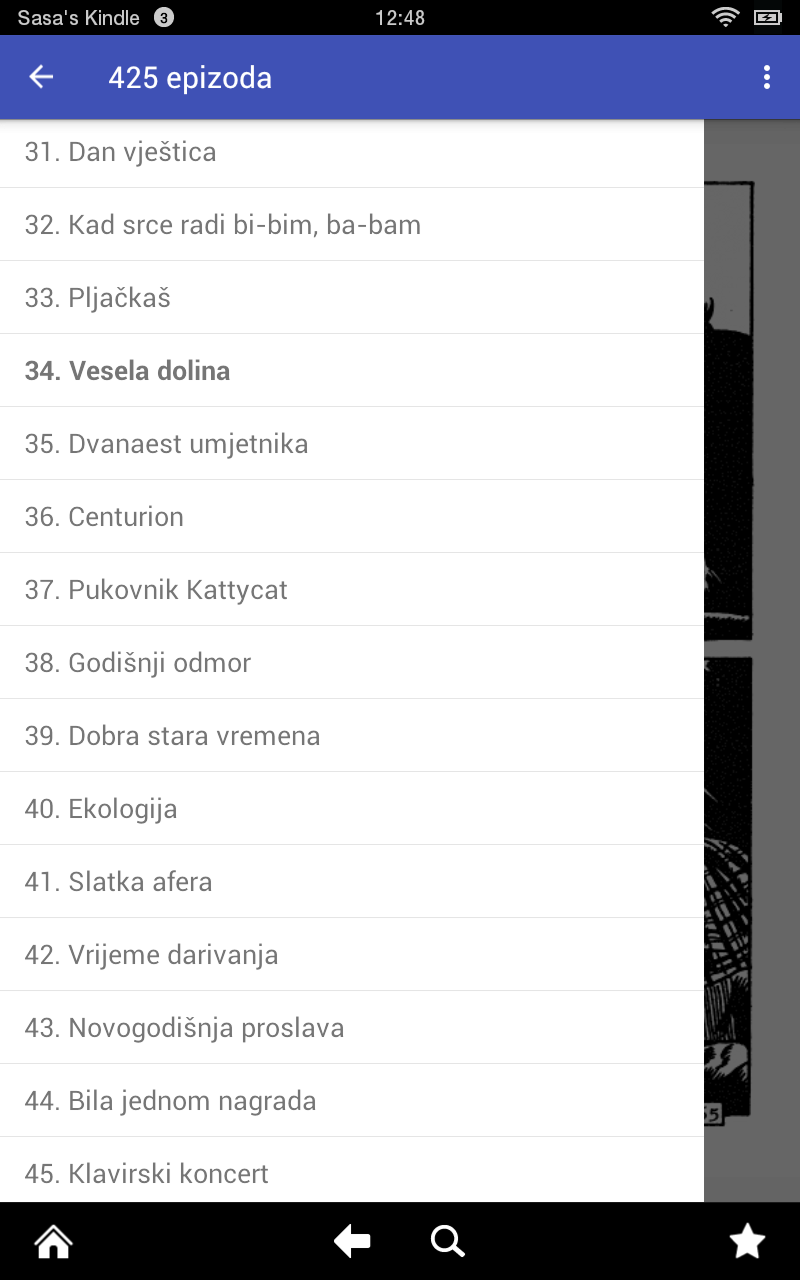 Sasa's Kindle 3 12:48
425 epizoda
31. Dan vještica
32. Kad srce radi bi-bim, ba-bam
33. Pljačkaš
34. Vesela dolina
35. Dvanaest umjetnika
36. Centurion
37. Pukovnik Kattycat
38. Godišnji odmor
39. Dobra stara vremena
40. Ekologija
41. Slatka afera
42. Vrijeme darivanja
43. Novogodišnja proslava
44. Bila jednom nagrada
45. Klavirski koncert